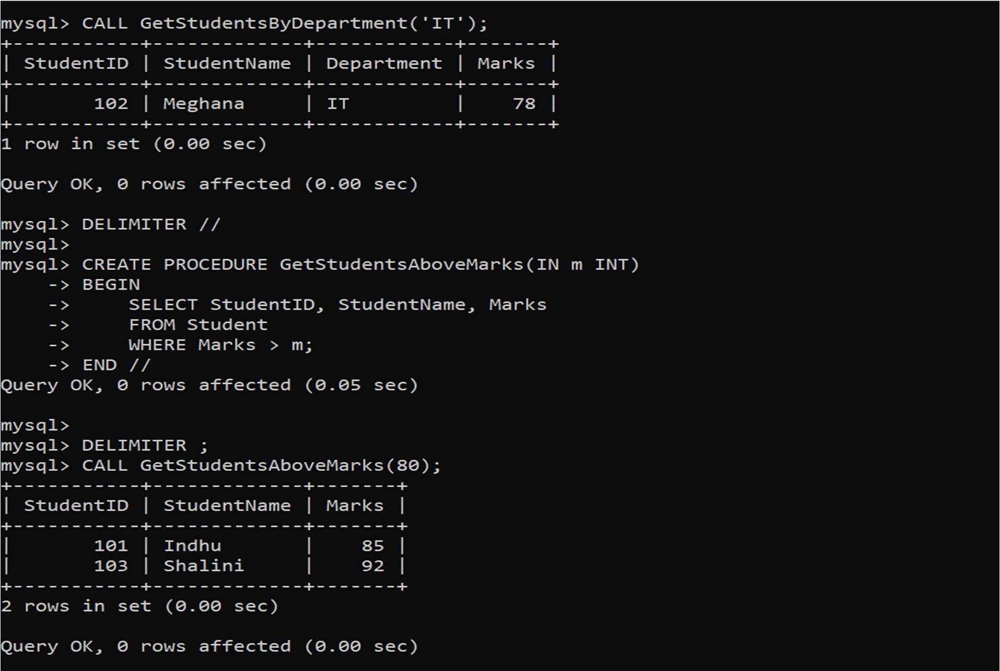 mysql> CALL GetStudentsByDepartment('IT');
+-----------+-------------+------------+-------+
| StudentID | StudentName | Department | Marks |
+-----------+-------------+------------+-------+
|       102 | Meghana     | IT         |    78 |
+-----------+-------------+------------+-------+
1 row in set (0.00 sec)

Query OK, 0 rows affected (0.00 sec)

mysql> DELIMITER //
mysql>
mysql> CREATE PROCEDURE GetStudentsAboveMarks(IN m INT)
    -> BEGIN
    ->     SELECT StudentID, StudentName, Marks
    ->     FROM Student
    ->     WHERE Marks > m;
    -> END //
Query OK, 0 rows affected (0.05 sec)

mysql>
mysql> DELIMITER ;
mysql> CALL GetStudentsAboveMarks(80);
+-----------+-------------+-------+
| StudentID | StudentName | Marks |
+-----------+-------------+-------+
|       101 | Indhu       |    85 |
|       103 | Shalini     |    92 |
+-----------+-------------+-------+
2 rows in set (0.00 sec)

Query OK, 0 rows affected (0.00 sec)